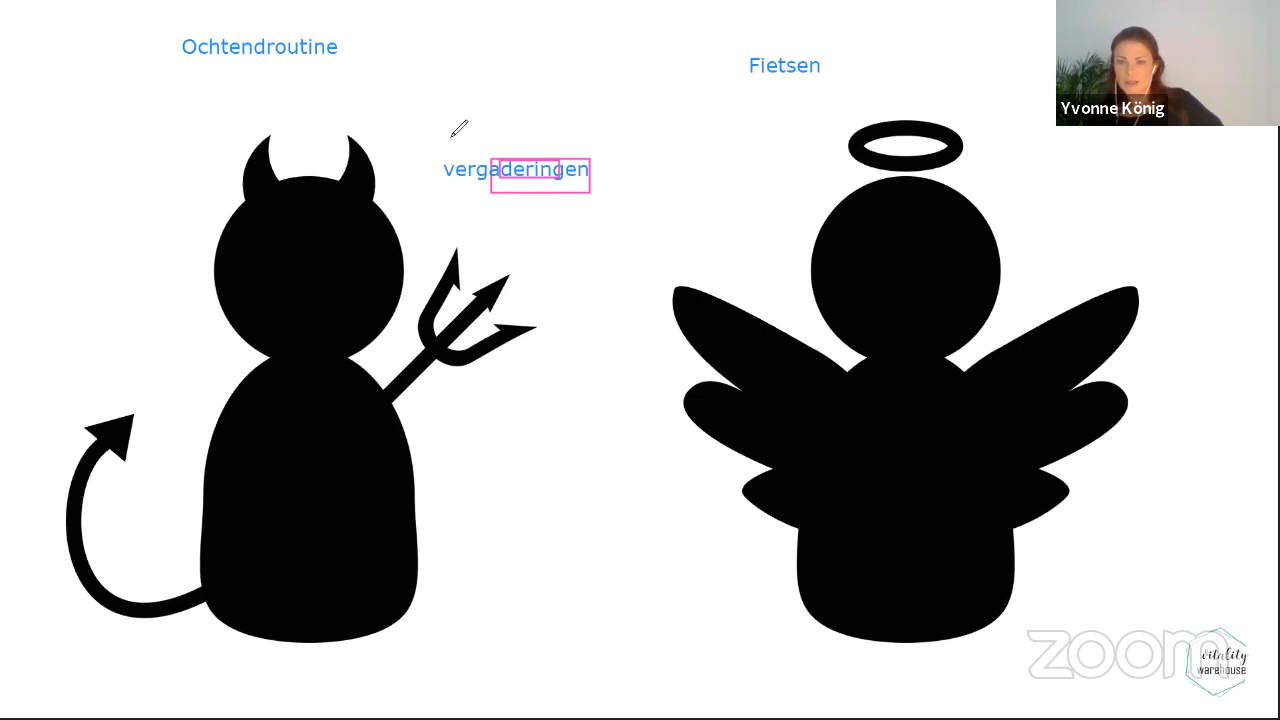 Ochtendroutine
Fietsen
Yvonne König
vergaderingen
zoom
vitality
warehouse